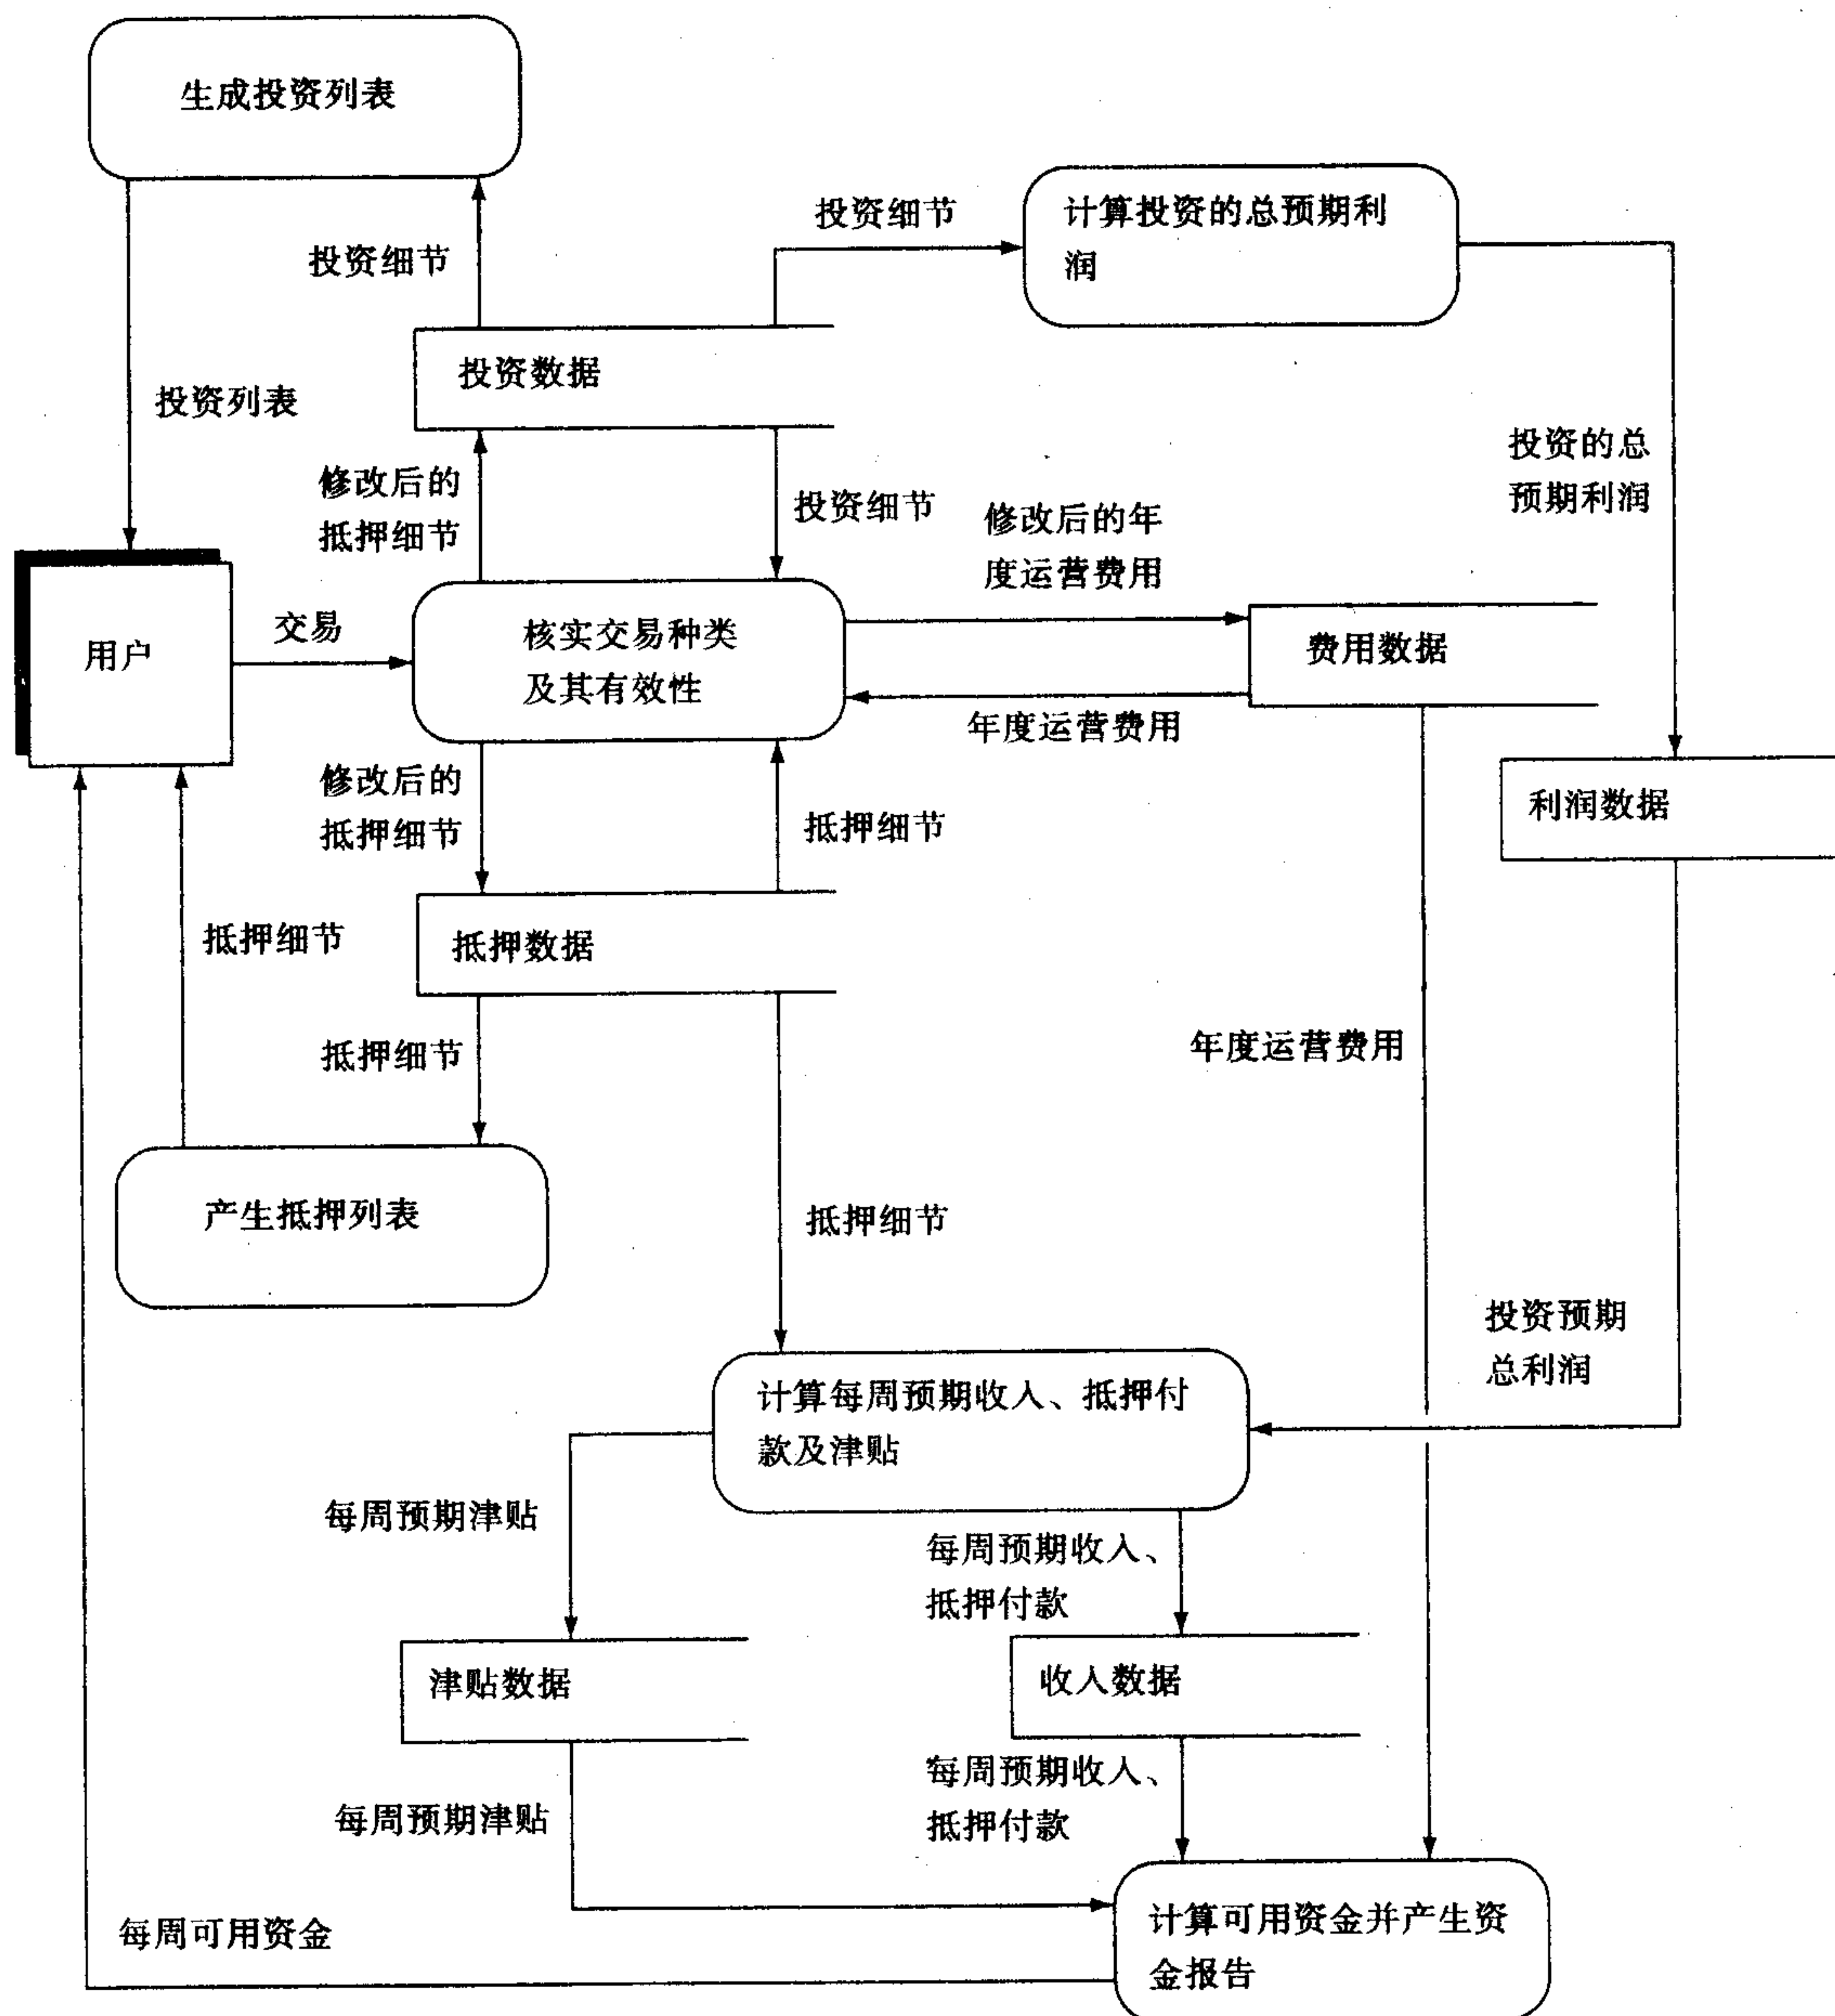 生成投资列表
投资细节
投资细节
计算投资的总预期利
润
投资数据
投资列表
投资的总
预期利润
修改后的
抵押细节
投资细节
修改后的年
度运营费用
用户
交易
核实交易种类
及其有效性
费用数据
年度运营费用
修改后的
抵押细节
抵押细节
利润数据
抵押细节
抵押数据
抵押细节
年度运营费用
产生抵押列表
抵押细节
投资预期
总利润
计算每周预期收入、抵押付
款及津贴
每周预期津贴
每周预期收入、
抵押付款
津贴数据
收入数据
每周预期津贴
每周预期收入、
抵押付款
每周可用资金
计算可用资金并产生资
金报告